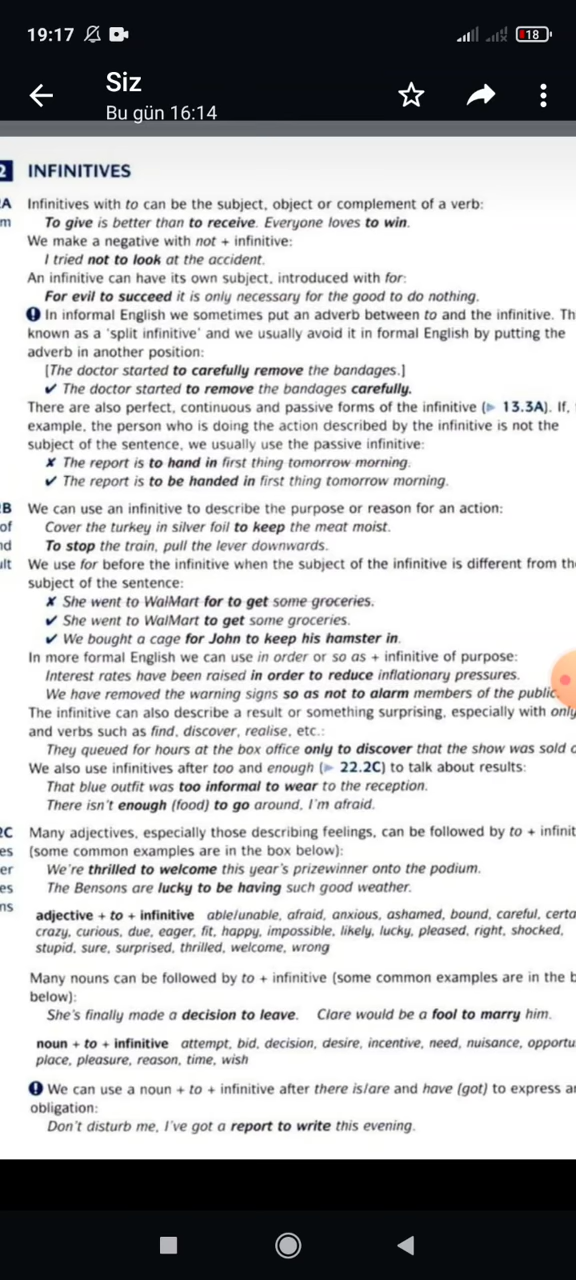 19:17
18
Siz
Bu gün 16:14
2 INFINITIVES
A Infinitives with to can be the subject, object or complement of a verb:
m To give is better than to receive. Everyone loves to win.
We make a negative with not + infinitive:
I tried not to look at the accident.
An infinitive can have its own subject, introduced with for:
For evil to succeed it is only necessary for the good to do nothing.
! In informal English we sometimes put an adverb between to and the infinitive. Th
known as a 'split infinitive' and we usually avoid it in formal English by putting the
adverb in another position:
[The doctor started to carefully remove the bandages.]
✔ The doctor started to remove the bandages carefully.
There are also perfect, continuous and passive forms of the infinitive (▶ 13.3A). If,
example, the person who is doing the action described by the infinitive is not the
subject of the sentence, we usually use the passive infinitive:
✗ The report is to hand in first thing tomorrow morning.
✔ The report is to be handed in first thing tomorrow morning.
B We can use an infinitive to describe the purpose or reason for an action:
of Cover the turkey in silver foil to keep the meat moist.
nd To stop the train, pull the lever downwards.
ult We use for before the infinitive when the subject of the infinitive is different from the
subject of the sentence:
✗ She went to WalMart for to get some groceries.
✔ She went to WalMart to get some groceries.
✔ We bought a cage for John to keep his hamster in.
In more formal English we can use in order or so as + infinitive of purpose:
Interest rates have been raised in order to reduce inflationary pressures.
We have removed the warning signs so as not to alarm members of the public.
The infinitive can also describe a result or something surprising, especially with only
and verbs such as find, discover, realise, etc.:
They queued for hours at the box office only to discover that the show was sold o
We also use infinitives after too and enough (▶ 22.2C) to talk about results:
That blue outfit was too informal to wear to the reception.
There isn't enough (food) to go around, I'm afraid.
2C Many adjectives, especially those describing feelings, can be followed by to + infinit
es (some common examples are in the box below):
er We're thrilled to welcome this year's prizewinner onto the podium.
es The Bensons are lucky to be having such good weather.
ns
adjective + to + infinitive able/unable, afraid, anxious, ashamed, bound, careful, certa
crazy, curious, due, eager, fit, happy, impossible, likely, lucky, pleased, right, shocked,
stupid, sure, surprised, thrilled, welcome, wrong
Many nouns can be followed by to + infinitive (some common examples are in the b
below):
She's finally made a decision to leave. Clare would be a fool to marry him.
noun + to + infinitive attempt, bid, decision, desire, incentive, need, nuisance, opportu
place, pleasure, reason, time, wish
! We can use a noun + to + infinitive after there is/are and have (got) to express a
obligation:
Don't disturb me, I've got a report to write this evening.